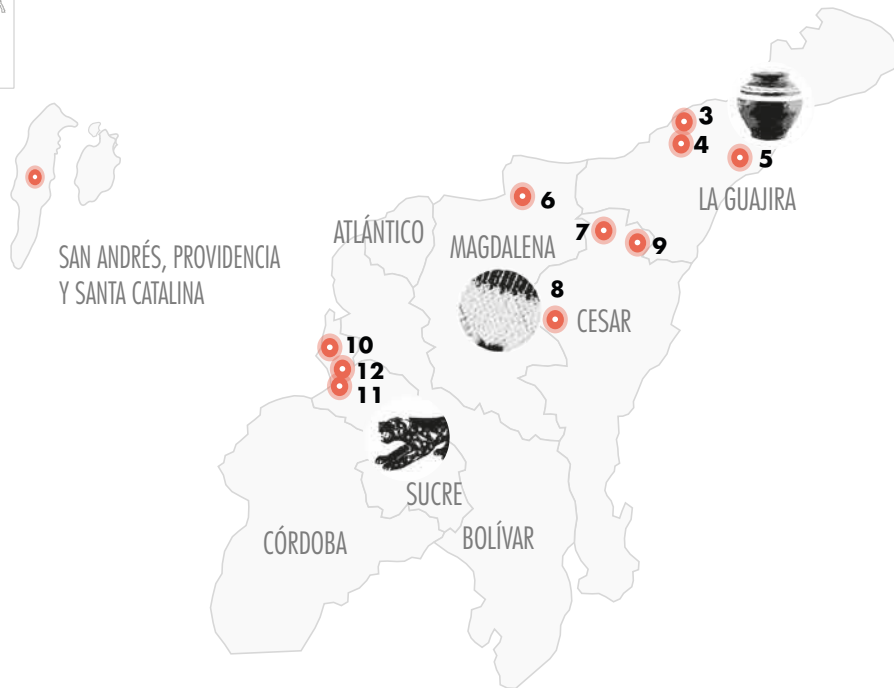 3
4
5
LA GUAJIRA
6
ATLÁNTICO
7
MAGDALENA
9
SAN ANDRÉS, PROVIDENCIA
Y SANTA CATALINA
8
CESAR
10
12
11
SUCRE
CÓRDOBA
BOLÍVAR